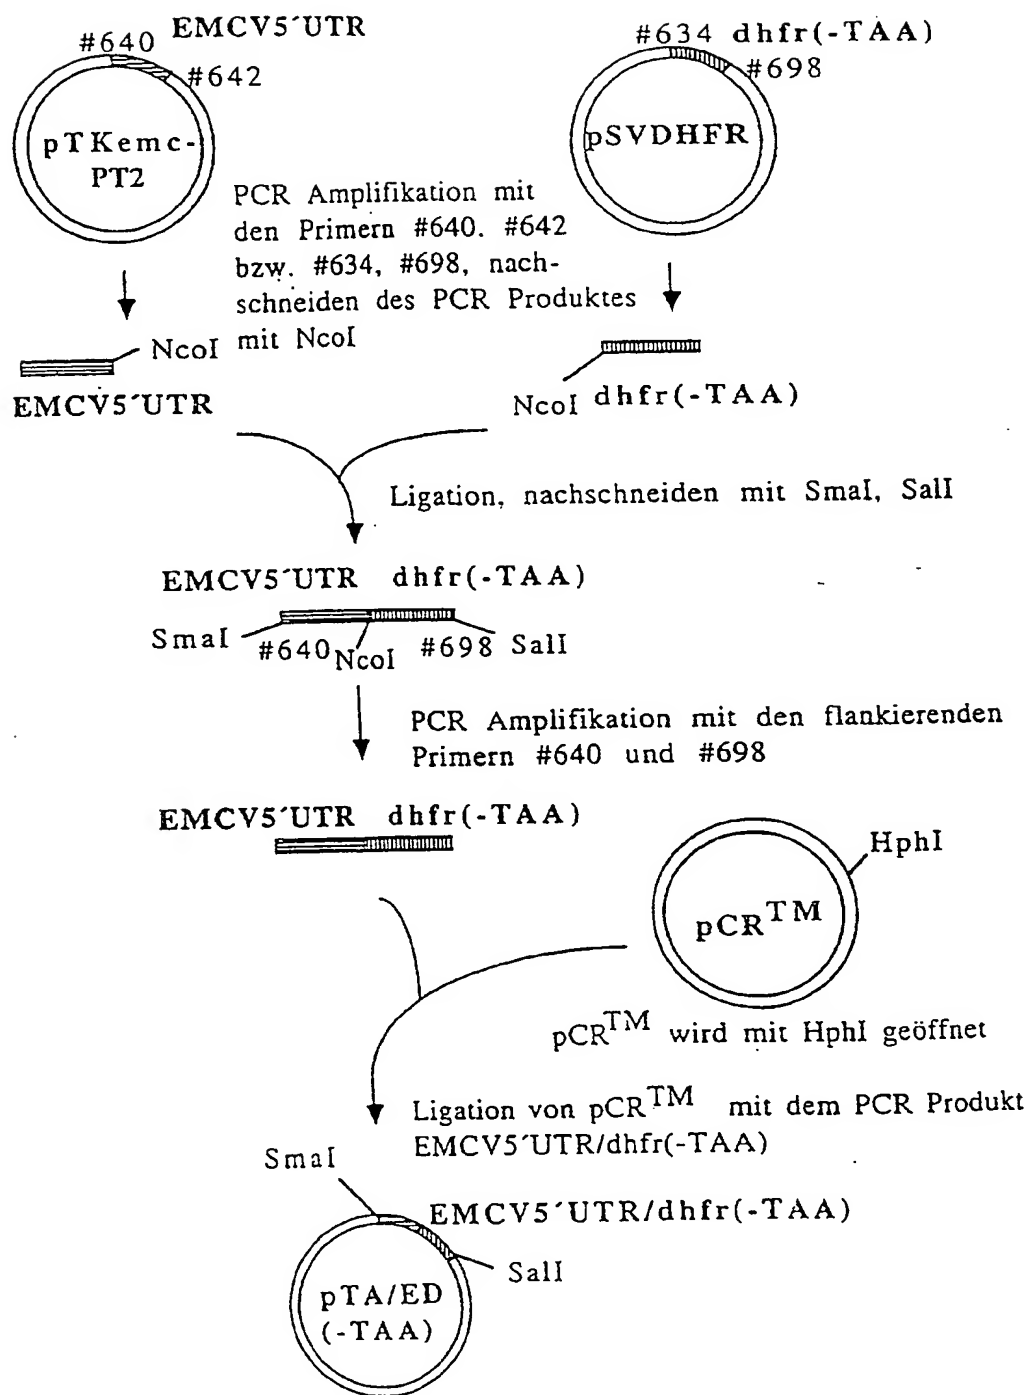 #640 EMCV5´UTR
#642
pTKemc-
PT2
#634 dhfr(-TAA)
#698
pSVDHFR
PCR Amplifikation mit
den Primern #640. #642
bzw. #634, #698, nach-
schneiden des PCR Produktes
mit NcoI
NcoI
EMCV5´UTR
NcoI dhfr(-TAA)
Ligation, nachschneiden mit SmaI, SalI
EMCV5´UTR dhfr(-TAA)
SmaI #640 NcoI #698 SalI
PCR Amplifikation mit den flankierenden
Primern #640 und #698
EMCV5´UTR dhfr(-TAA)
HphI
pCR™
pCR™ wird mit HphI geöffnet
Ligation von pCR™ mit dem PCR Produkt
EMCV5´UTR/dhfr(-TAA)
SmaI
EMCV5´UTR/dhfr(-TAA)
SalI
pTA/ED
(-TAA)